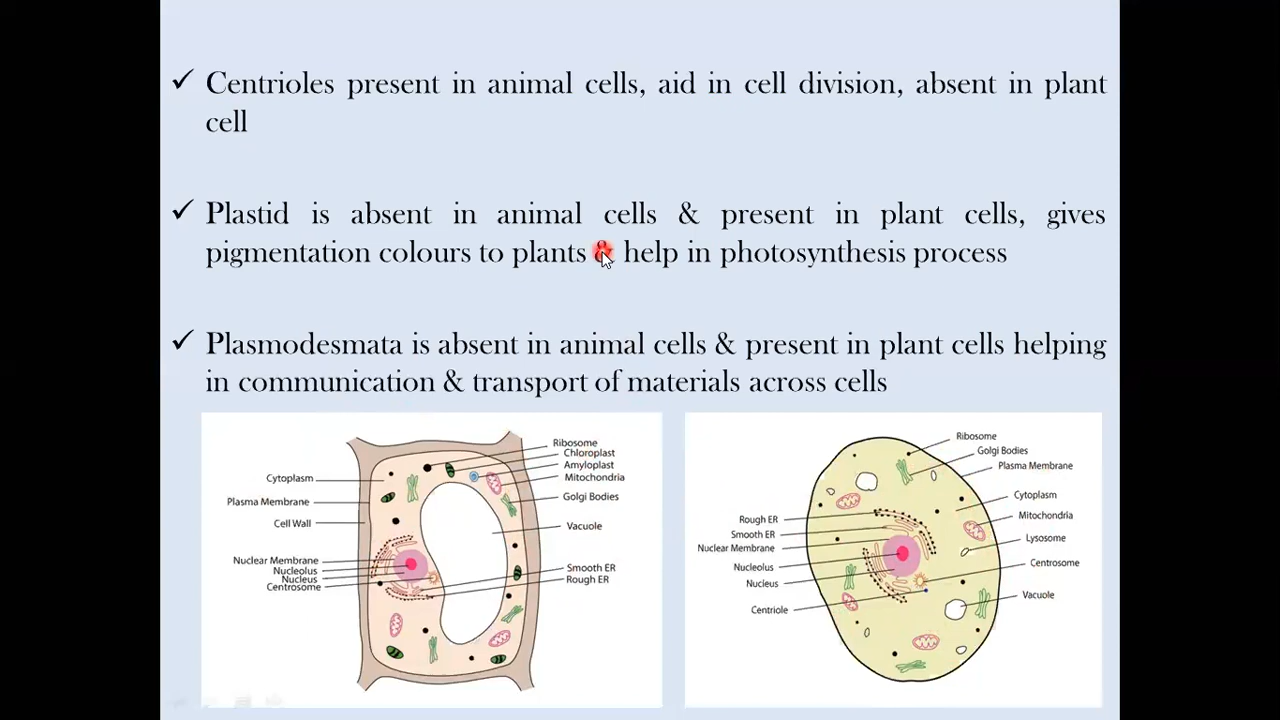 ✓ Centrioles present in animal cells, aid in cell division, absent in plant
cell
✓ Plastid is absent in animal cells & present in plant cells, gives
pigmentation colours to plants & help in photosynthesis process
✓ Plasmodesmata is absent in animal cells & present in plant cells helping
in communication & transport of materials across cells
Ribosome
Chloroplast
Amyloplast
Mitochondria
Golgi Bodies
Vacuole
Smooth ER
Rough ER
Cytoplasm
Plasma Membrane
Cell Wall
Nuclear Membrane
Nucleolus
Nucleus
Centrosome
Ribosome
Golgi Bodies
Plasma Membrane
Cytoplasm
Mitochondria
Lysosome
Centrosome
Vacuole
Rough ER
Smooth ER
Nuclear Membrane
Nucleolus
Nucleus
Centriole